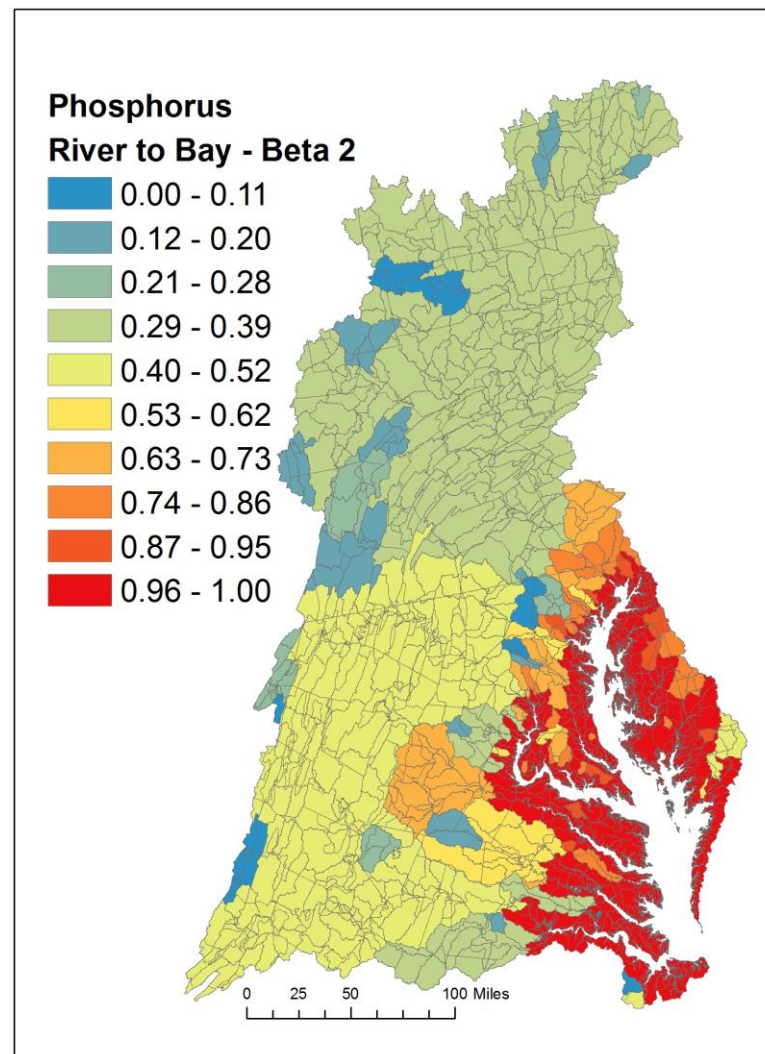 Phosphorus
River to Bay - Beta 2
0.00 - 0.11
0.12 - 0.20
0.21 - 0.28
0.29 - 0.39
0.40 - 0.52
0.53 - 0.62
0.63 - 0.73
0.74 - 0.86
0.87 - 0.95
0.96 - 1.00
0 25 50 100 Miles